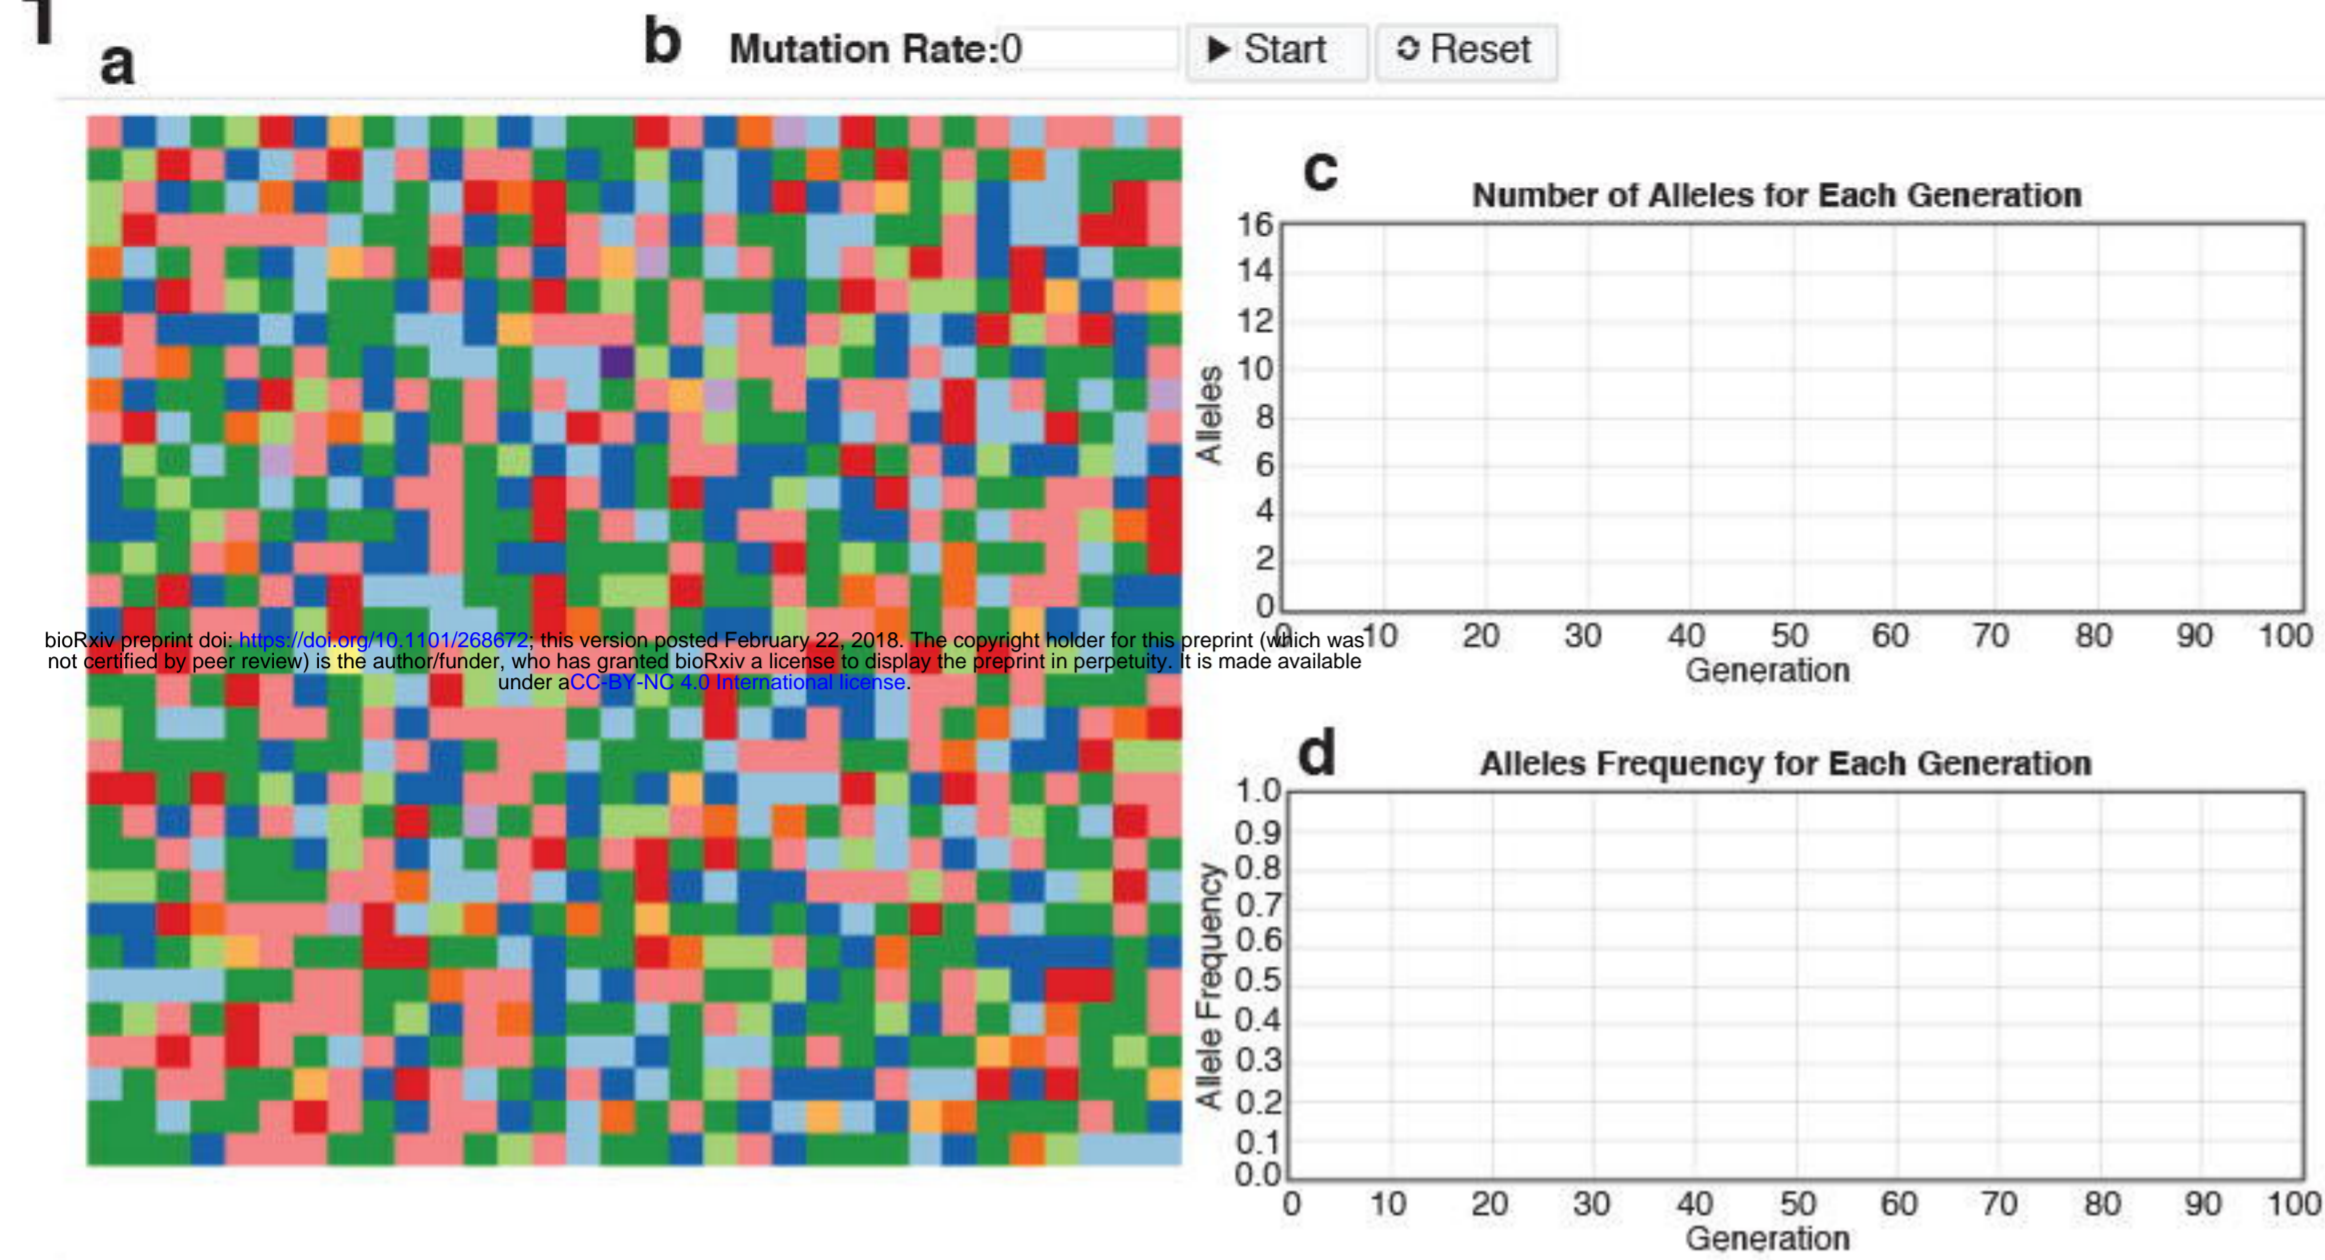 1
a
b
Mutation Rate:0
Start
Reset
c
Number of Alleles for Each Generation
16
14
12
10
8
6
4
2
0
Alleles
0 10 20 30 40 50 60 70 80 90 100
Generation
bioRxiv preprint doi: https://doi.org/10.1101/268672; this version posted February 22, 2018. The copyright holder for this preprint (which was
not certified by peer review) is the author/funder, who has granted bioRxiv a license to display the preprint in perpetuity. It is made available
under aCC-BY-NC 4.0 International license.
d
Alleles Frequency for Each Generation
1.0
0.9
0.8
0.7
0.6
0.5
0.4
0.3
0.2
0.1
0.0
Allele Frequency
0 10 20 30 40 50 60 70 80 90 100
Generation